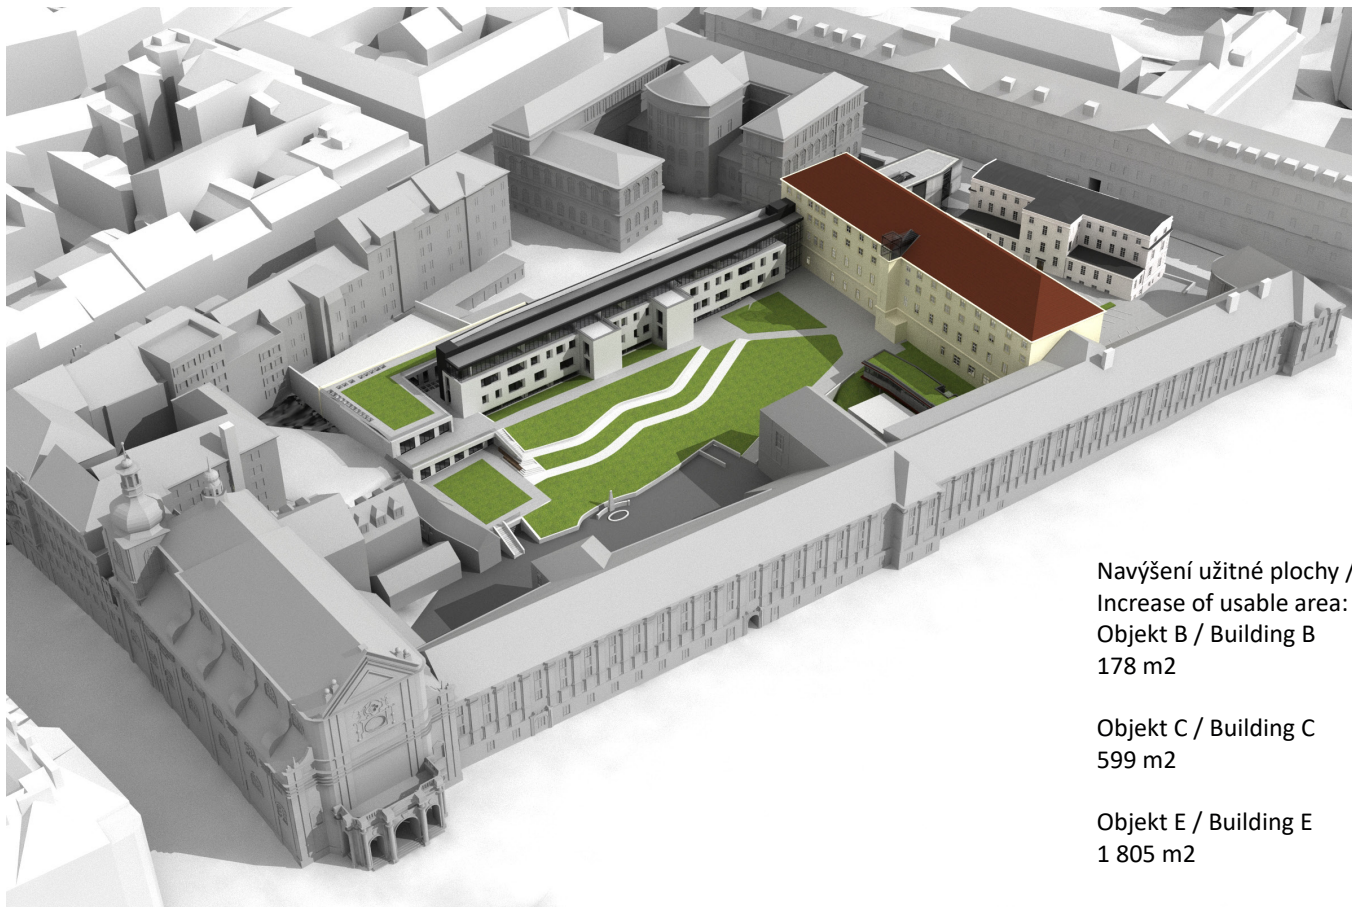 Navýšení užitné plochy /
Increase of usable area:
Objekt B / Building B
178 m2
Objekt C / Building C
599 m2
Objekt E / Building E
1 805 m2